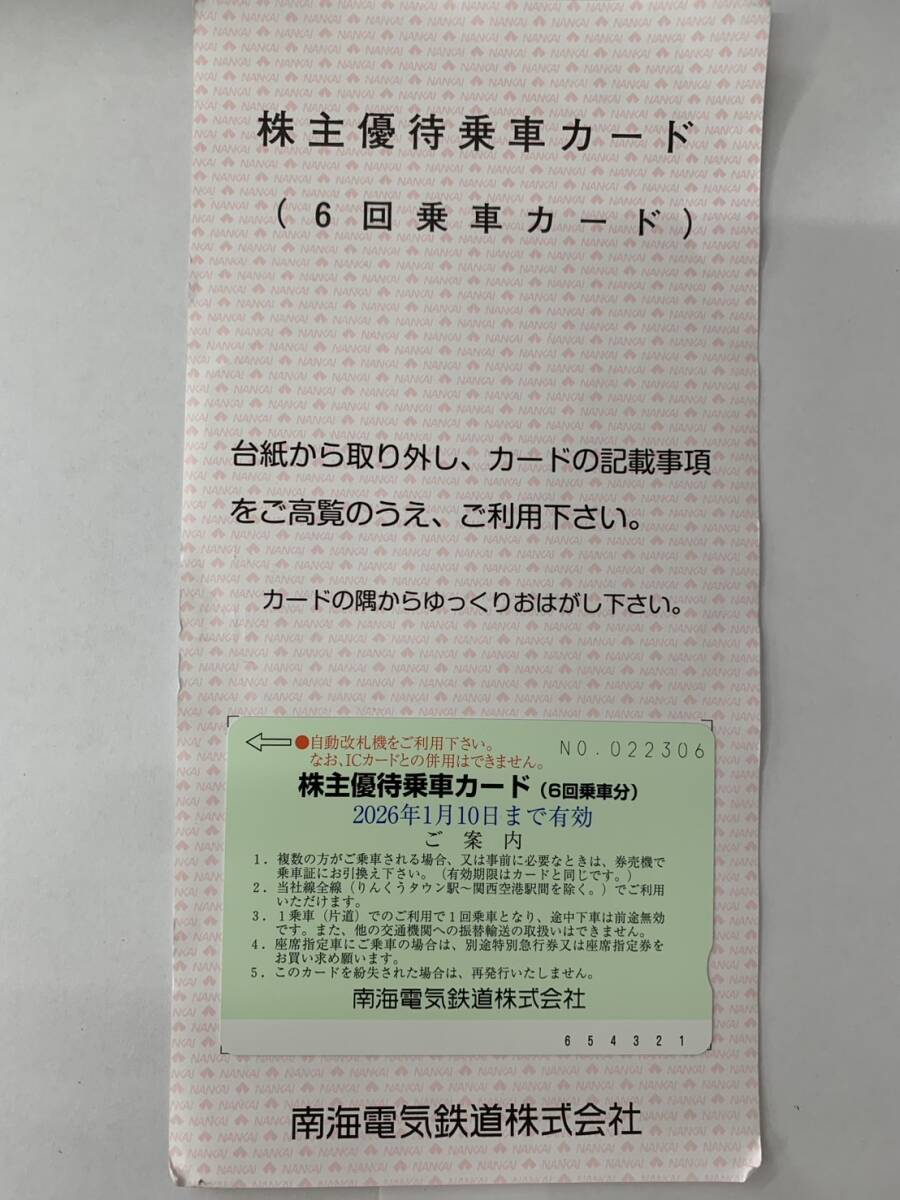 株主優待乗車カード
(6回乗車カード)
台紙から取り外し、カードの記載事項
をご高覧のうえ、ご利用下さい。
カードの隅からゆっくりおはがし下さい。
●自動改札機をご利用下さい。
なお、ICカードとの併用はできません。
NO.022306
株主優待乗車カード(6回乗車分)
2026年1月10日まで有効
ご案内
1.複数の方がご乗車される場合、又は事前に必要なときは、券売機で
乗車証にお引換え下さい。(有効期限はカードと同じです。)
2.当社線全線(りんくうタウン駅~関西空港駅間を除く。)でご利用
いただけます。
3.1乗車(片道)でのご利用で1回乗車となり、途中下車は前途無効
です。また、他の交通機関への振替輸送の取扱いはできません。
4.座席指定車にご乗車の場合は、別途特別急行券又は座席指定券を
お買い求め願います。
5.このカードを紛失された場合は、再発行いたしません。
南海電気鉄道株式会社
6 5 4 3 2 1
南海電気鉄道株式会社